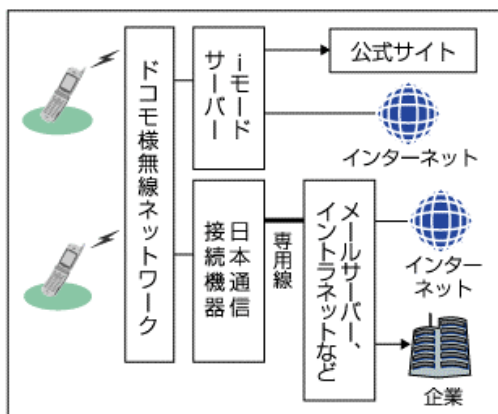 ドコモ様無線ネットワーク
iモード
サーバー
公式サイト
インターネット
日本通信
接続機器
専用線
メールサーバー、
イントラネットなど
インター
ネット
企業